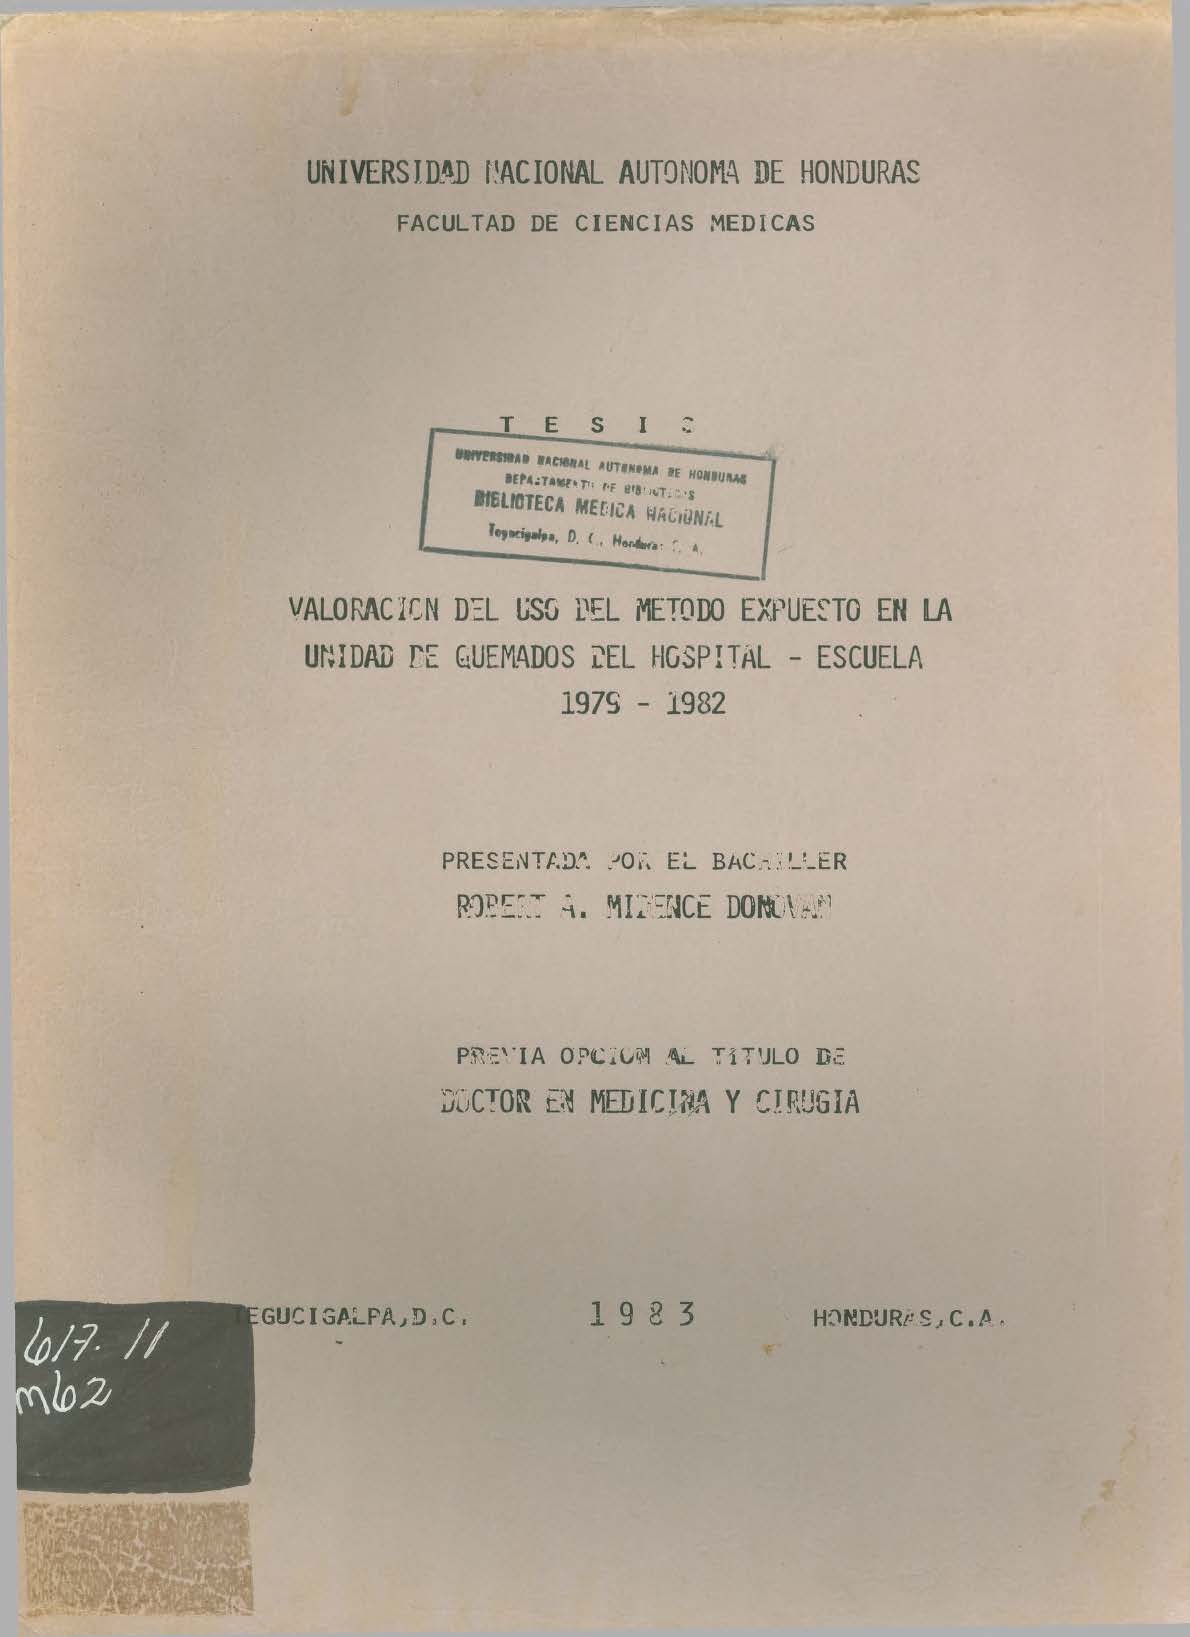 UNIVERSIDAD NACIONAL AUTONOMA DE HONDURAS
FACULTAD DE CIENCIAS MEDICAS
T E S I S
UNIVERSIDAD NACIONAL AUTONOMA DE HONDURAS
DEPARTAMENTO DE BIBLIOTECAS
BIBLIOTECA MEDICA NACIONAL
Tegucigalpa, D. C., Honduras C. A.
VALORACION DEL USO DEL METODO EXPUESTO EN LA
UNIDAD DE QUEMADOS DEL HOSPITAL - ESCUELA
1979 - 1982
PRESENTADA POR EL BACHILLER
ROBERT A. MIDENCE DONOVAN
PREVIA OPCION AL TITULO DE
DOCTOR EN MEDICINA Y CIRUGIA
TEGUCIGALPA,D.C. 1983 HONDURAS,C.A.
617.11
M62